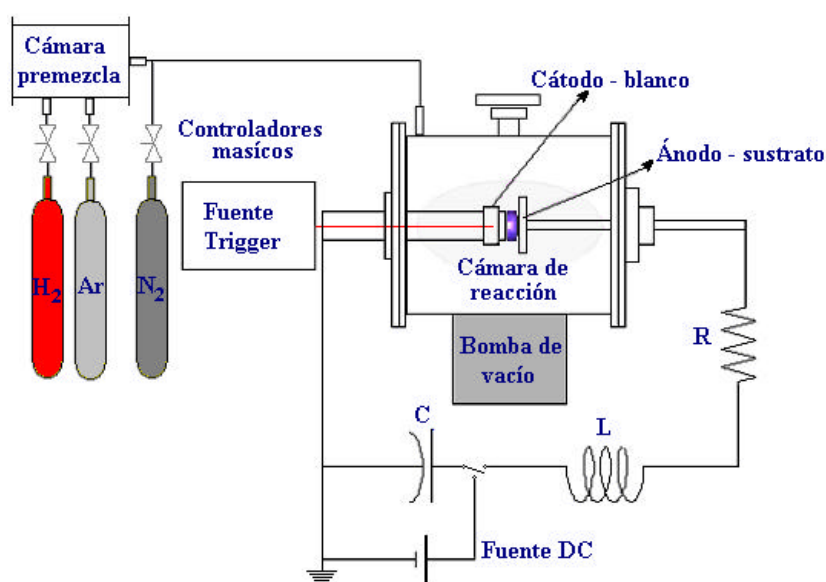 Cámara
premezcla
Cátodo - blanco
Controladores
masícos
Ánodo - sustrato
Fuente
Trigger
Cámara de
reacción
H2
Ar
N2
Bomba de
vacío
R
C
L
Fuente DC